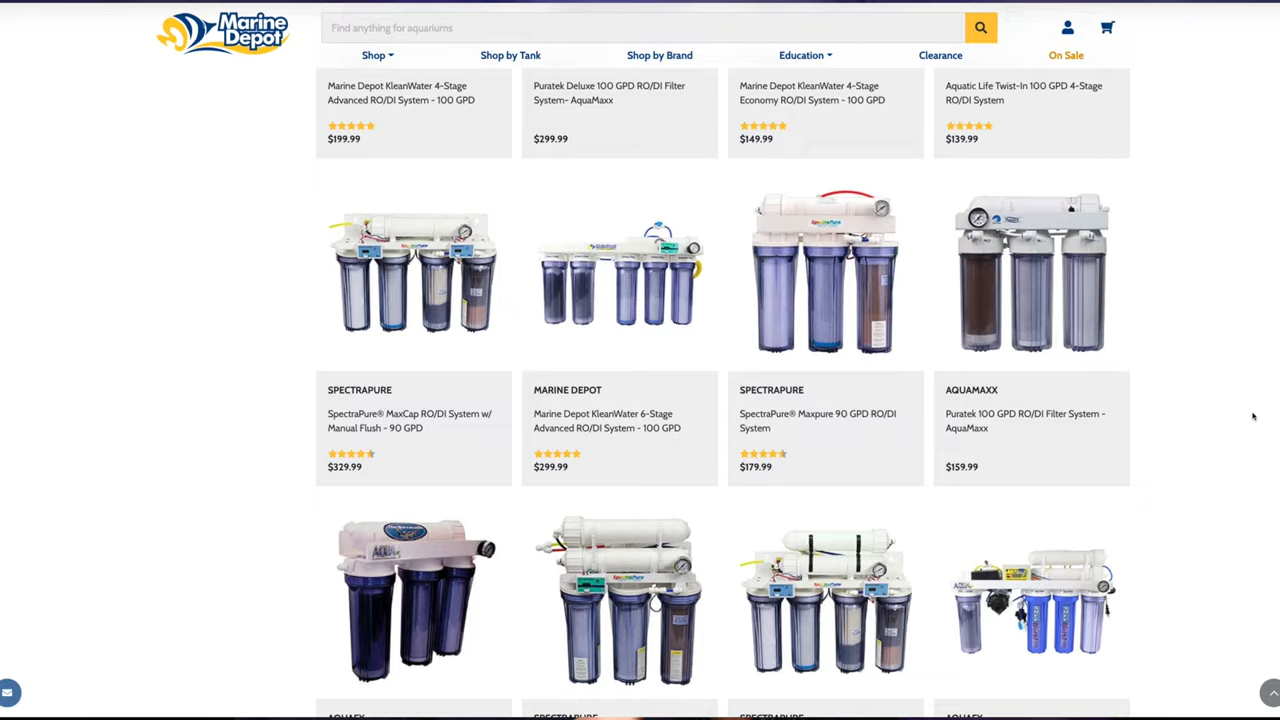 Marine
Depot
Find anything for aquariums
Shop
Shop by Tank
Shop by Brand
Education
Clearance
On Sale
Marine Depot KleanWater 4-Stage
Advanced RO/DI System - 100 GPD
$199.99
Puratek Deluxe 100 GPD RO/DI Filter
System- AquaMaxx
$299.99
Marine Depot KleanWater 4-Stage
Economy RO/DI System - 100 GPD
$149.99
Aquatic Life Twist-In 100 GPD 4-Stage
RO/DI System
$139.99
SPECTRAPURE
SpectraPure® MaxCap RO/DI System w/
Manual Flush - 90 GPD
$329.99
MARINE DEPOT
Marine Depot KleanWater 6-Stage
Advanced RO/DI System - 100 GPD
$299.99
SPECTRAPURE
SpectraPure® Maxpure 90 GPD RO/DI
System
$179.99
AQUAMAXX
Puratek 100 GPD RO/DI Filter System -
AquaMaxx
$159.99
AQUAFX
SPECTRAPURE
SPECTRAPURE
AQUAFX